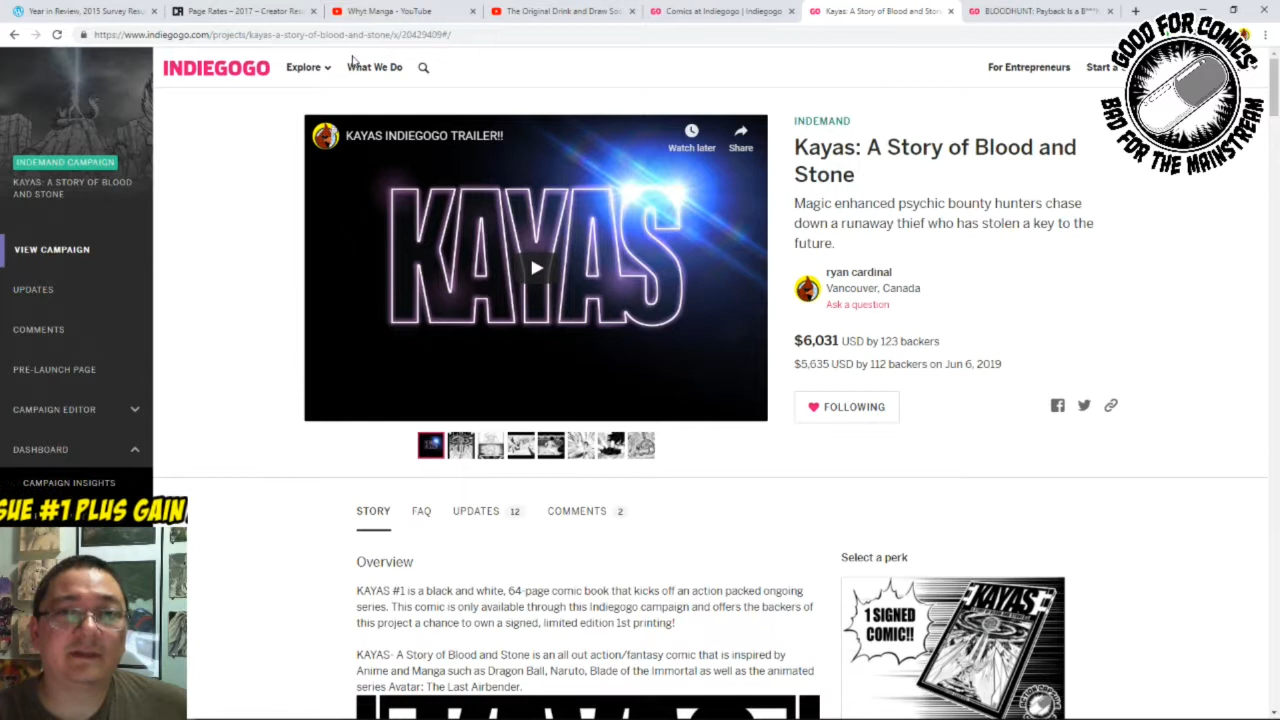 Year in Review, 2015 Survey Resu
Page Rates – 2017 – Creator Reso
Whyt Manga - YouTube
The Original Drink and Draw Soc
Comics at Indiegogo | Indiegogo
Kayas: A Story of Blood and Ston
BLOODHUNT: Payback Is a B**ch
https://www.indiegogo.com/projects/kayas-a-story-of-blood-and-stone/x/20429409#/
GOOD FOR COMICS
BAD FOR THE MAINSTREAM
INDIEGOGO
Explore
What We Do
For Entrepreneurs
Start a
INDEMAND CAMPAIGN
KAYAS: A STORY OF BLOOD
AND STONE
VIEW CAMPAIGN
UPDATES
COMMENTS
PRE-LAUNCH PAGE
CAMPAIGN EDITOR
DASHBOARD
CAMPAIGN INSIGHTS
SUE #1 PLUS GAIN
KAYAS INDIEGOGO TRAILER!!
Watch later
Share
KAYAS
INDEMAND
Kayas: A Story of Blood and
Stone
Magic enhanced psychic bounty hunters chase
down a runaway thief who has stolen a key to the
future.
ryan cardinal
Vancouver, Canada
Ask a question
$6,031 USD by 123 backers
$5,635 USD by 112 backers on Jun 6, 2019
FOLLOWING
STORY
FAQ
UPDATES 12
COMMENTS 2
Overview
KAYAS #1 is a black and white, 64-page comic book that kicks off an action packed ongoing
series. This comic is only available through this Indiegogo campaign and offers the backers of
this project a chance to own a signed, limited edition 1st printing!
KAYAS- A Story of Blood and Stone is an all out action/fantasy comic that is inspired by
Anime and Manga such as Dragon Ball, Naruto, Blade of the Immortal as well as the animated
series Avatar: The Last Airbender.
Select a perk
1 SIGNED
COMIC!!
KAYAS